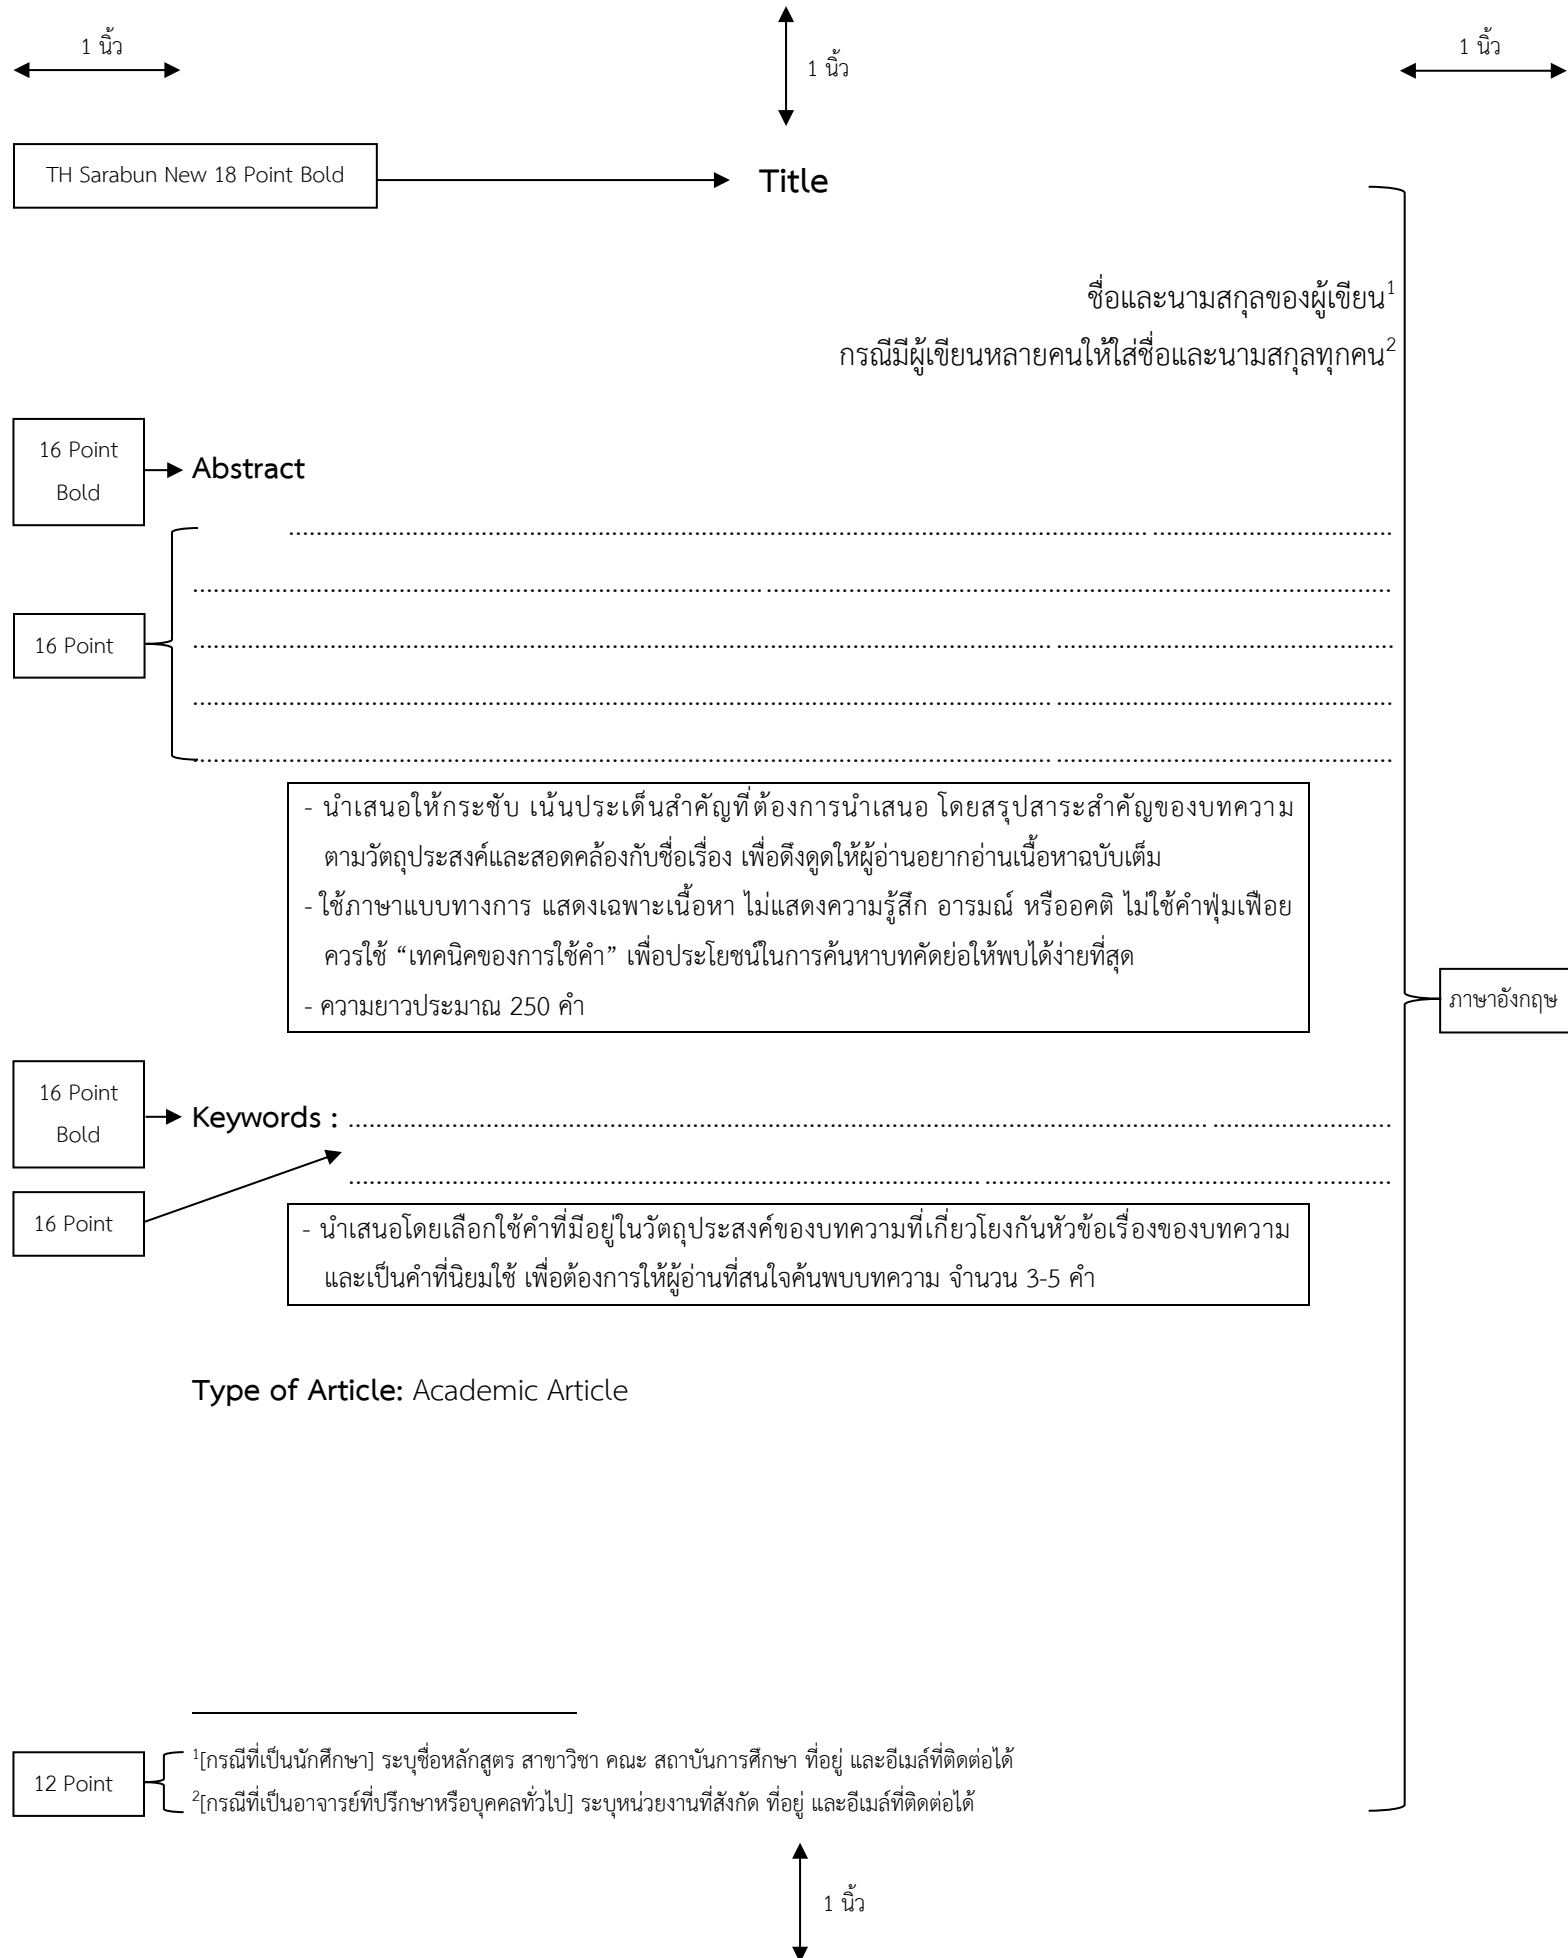 1 นิ้ว
1 นิ้ว
1 นิ้ว
TH Sarabun New 18 Point Bold
Title
ชื่อและนามสกุลของผู้เขียน1
กรณีมีผู้เขียนหลายคนให้ใส่ชื่อและนามสกุลทุกคน2
16 Point
Bold
Abstract
16 Point
- นำเสนอให้กระชับ เน้นประเด็นสำคัญที่ต้องการนำเสนอ โดยสรุปสาระสำคัญของบทความ
ตามวัตถุประสงค์และสอดคล้องกับชื่อเรื่อง เพื่อดึงดูดให้ผู้อ่านอยากอ่านเนื้อหาฉบับเต็ม
- ใช้ภาษาแบบทางการ แสดงเฉพาะเนื้อหา ไม่แสดงความรู้สึก อารมณ์ หรืออคติ ไม่ใช้คำฟุ่มเฟือย
ควรใช้ “เทคนิคของการใช้คำ” เพื่อประโยชน์ในการค้นหาบทคัดย่อให้พบได้ง่ายที่สุด
- ความยาวประมาณ 250 คำ
ภาษาอังกฤษ
16 Point
Bold
Keywords :
16 Point
- นำเสนอโดยเลือกใช้คำที่มีอยู่ในวัตถุประสงค์ของบทความที่เกี่ยวโยงกันหัวข้อเรื่องของบทความ
และเป็นคำที่นิยมใช้ เพื่อต้องการให้ผู้อ่านที่สนใจค้นพบบทความ จำนวน 3-5 คำ
Type of Article: Academic Article
12 Point
1[กรณีที่เป็นนักศึกษา] ระบุชื่อหลักสูตร สาขาวิชา คณะ สถาบันการศึกษา ที่อยู่ และอีเมล์ที่ติดต่อได้
2[กรณีที่เป็นอาจารย์ที่ปรึกษาหรือบุคคลทั่วไป] ระบุหน่วยงานที่สังกัด ที่อยู่ และอีเมล์ที่ติดต่อได้
1 นิ้ว